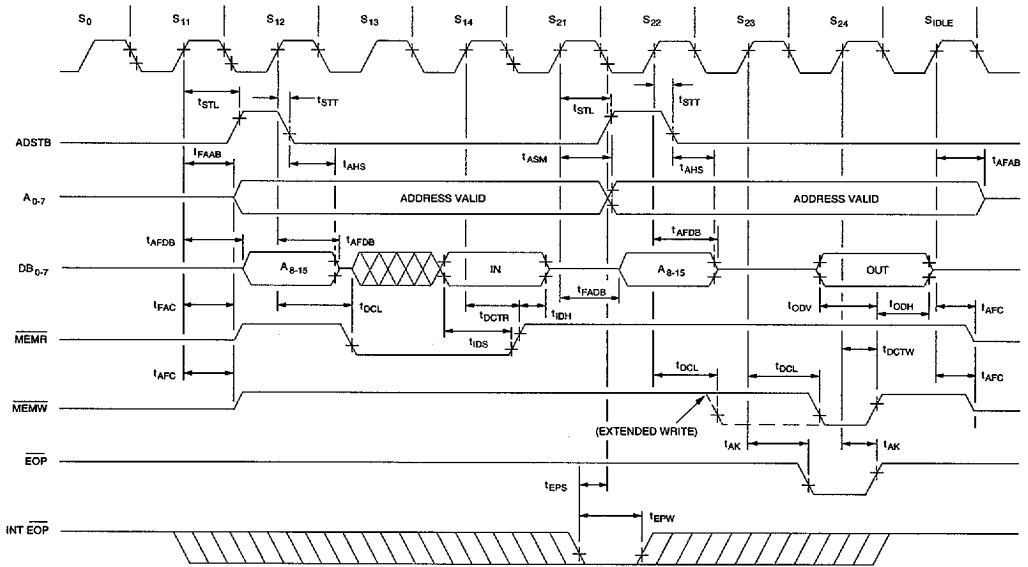 S0 S11 S12 S13 S14 S21 S22 S23 S24 SIDLE
tSTL tSTT tSTL tSTT
ADSTB
tFAAB tAHS tASM tAHS tAFAB
A0-7 ADDRESS VALID ADDRESS VALID
tAFDB tAFDB tAFDB
DB0-7 A8-15 IN A8-15 OUT
tFAC tDCL tDCTR tIDH tFADB tODV tODH tAFC
MEMR tIDS tDCTW
tAFC tDCL tDCL tAFC
MEMW
(EXTENDED WRITE)
tAK tAK
EOP
tEPS
tEPW
INT EOP